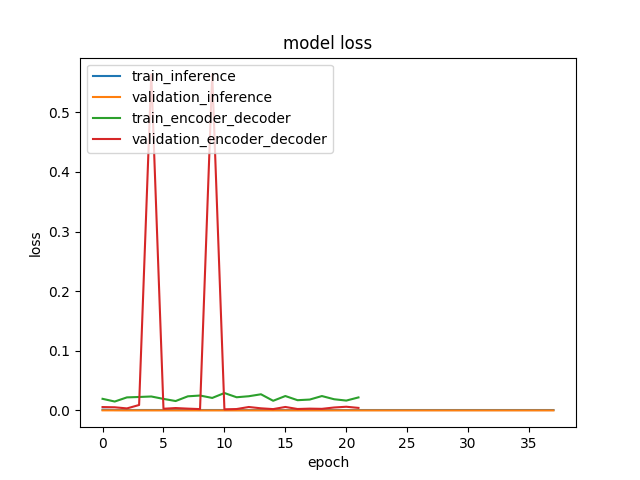 model loss
train_inference
validation_inference
train_encoder_decoder
validation_encoder_decoder
0.5
0.4
0.3
0.2
0.1
0.0
loss
0 5 10 15 20 25 30 35
epoch